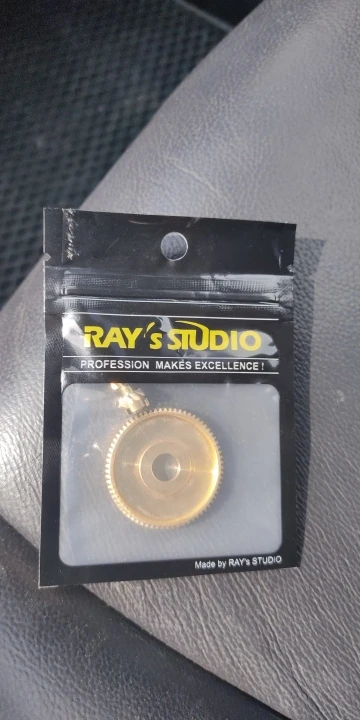 RAY's STUDIO
PROFESSION MAKES EXCELLENCE!
Made by RAY's STUDIO